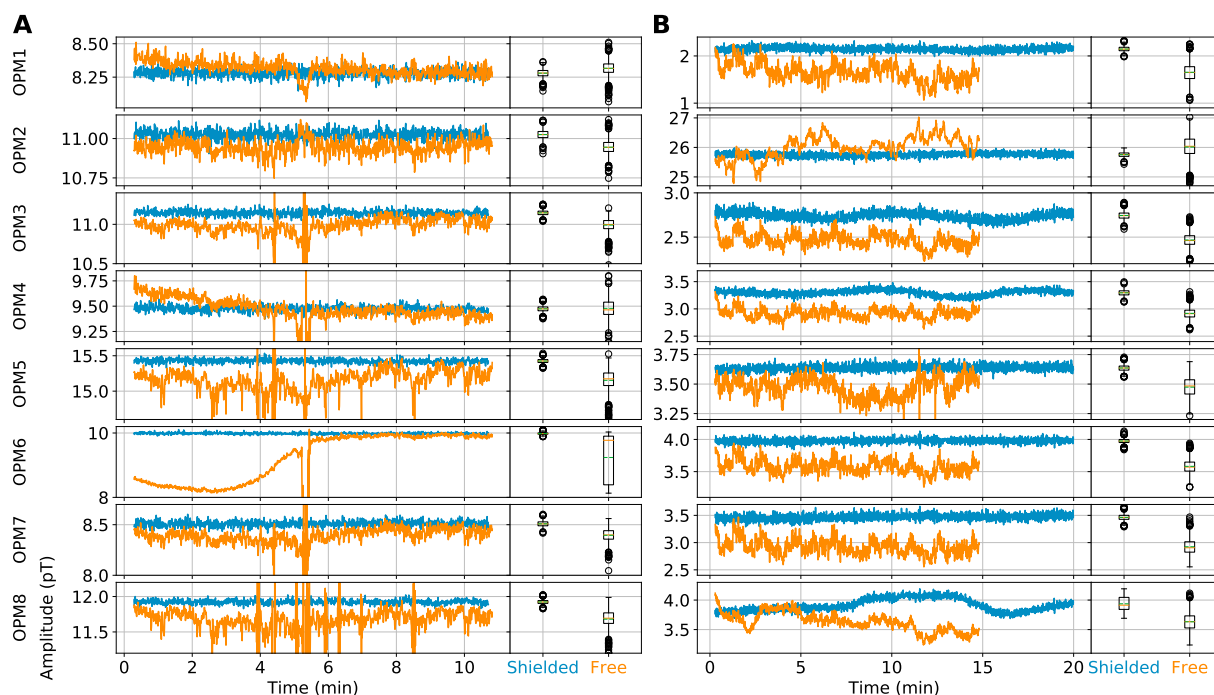 A
B
OPM1
8.50
8.25
2
1
OPM2
11.00
10.75
27
26
25
OPM3
11.0
10.5
3.0
2.5
OPM4
9.75
9.50
9.25
3.5
3.0
2.5
OPM5
15.5
15.0
3.75
3.50
3.25
OPM6
10
8
4.0
3.5
OPM7
8.5
8.0
3.5
3.0
2.5
OPM8
12.0
11.5
4.0
3.5
Amplitude (pT)
0 2 4 6 8 10 Shielded Free
0 5 10 15 20 Shielded Free
Time (min)
Time (min)